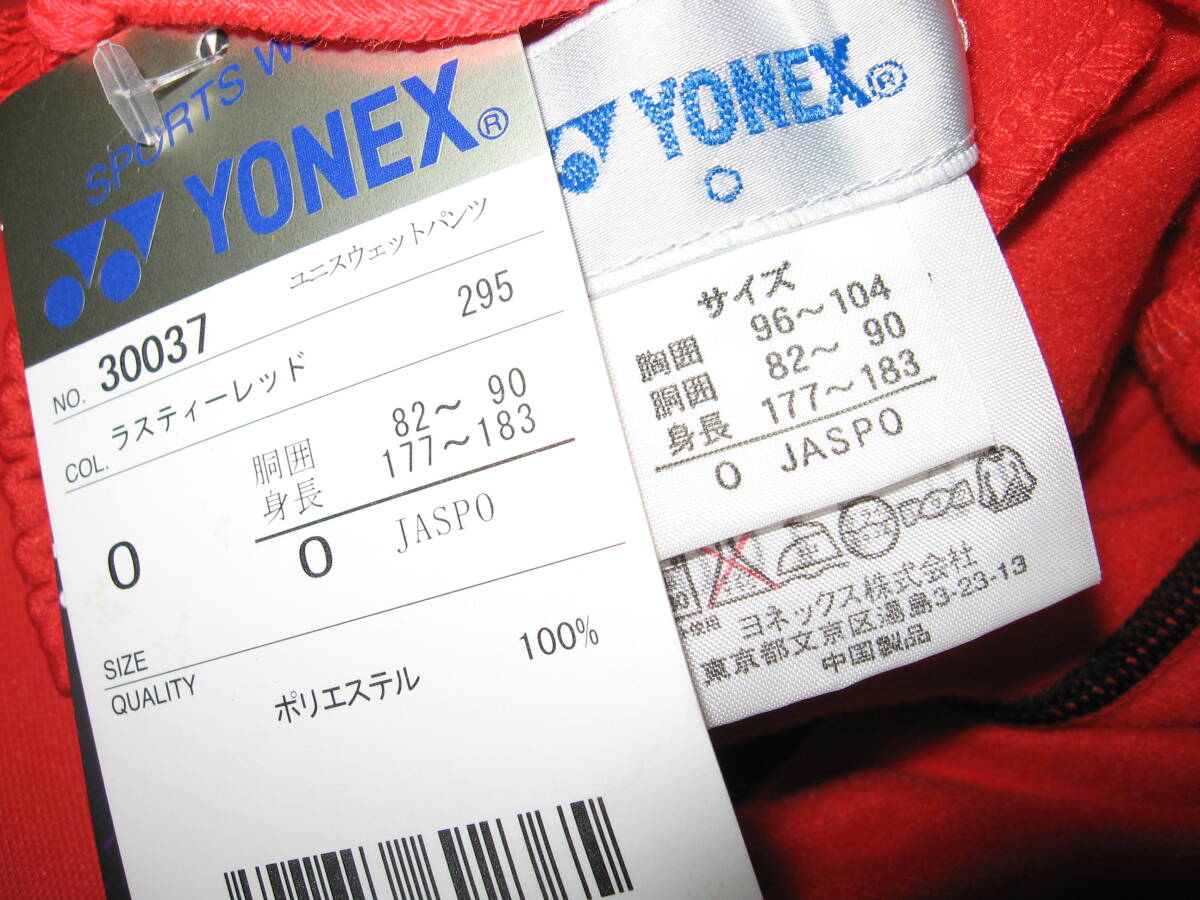 SPORTS W
YONEX®
ユニスウェットパンツ
NO. 30037 295
COL. ラスティーレッド
胴囲 82～ 90
身長 177～183
O JASPO
O
SIZE
QUALITY
ポリエステル 100%
YONEX®
O
サイズ
胸囲 96～104
胴囲 82～ 90
身長 177～183
O JASPO
使用
ヨネックス株式会社
東京都文京区湯島3-23-13
中国製品